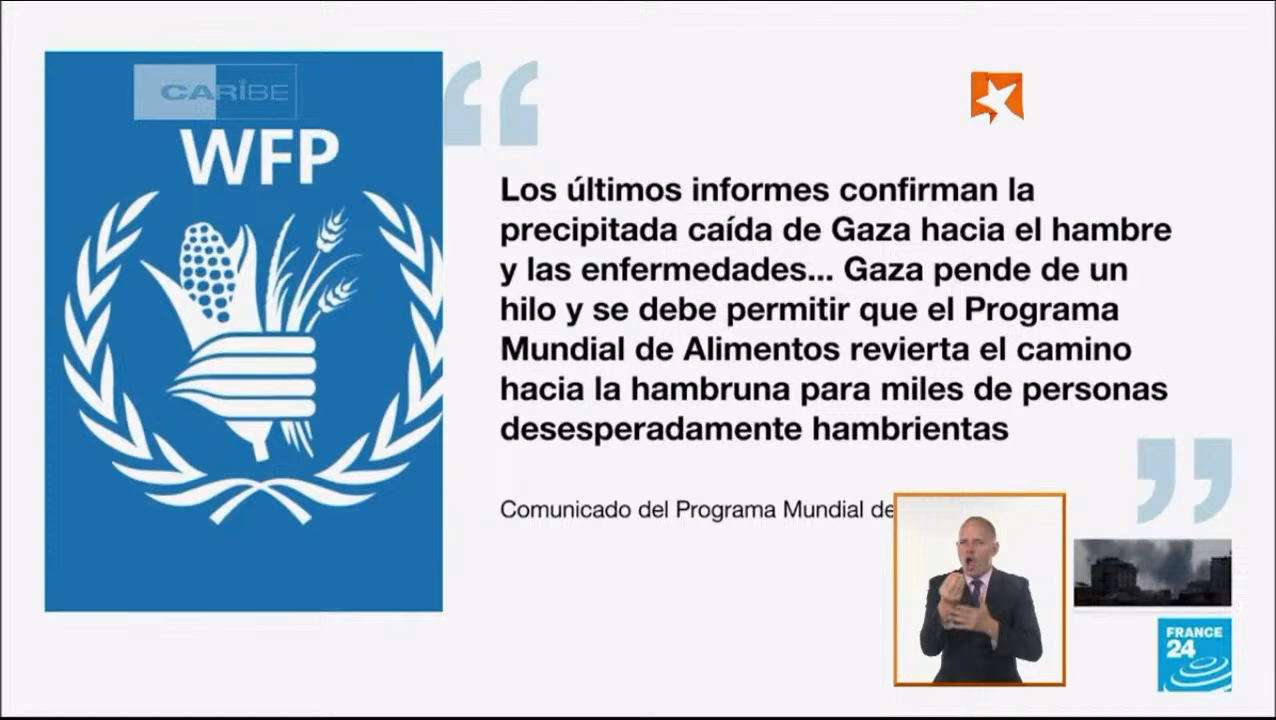 CARiBE
WFP
Los últimos informes confirman la
precipitada caída de Gaza hacia el hambre
y las enfermedades... Gaza pende de un
hilo y se debe permitir que el Programa
Mundial de Alimentos revierta el camino
hacia la hambruna para miles de personas
desesperadamente hambrientas
Comunicado del Programa Mundial de
FRANCE
24